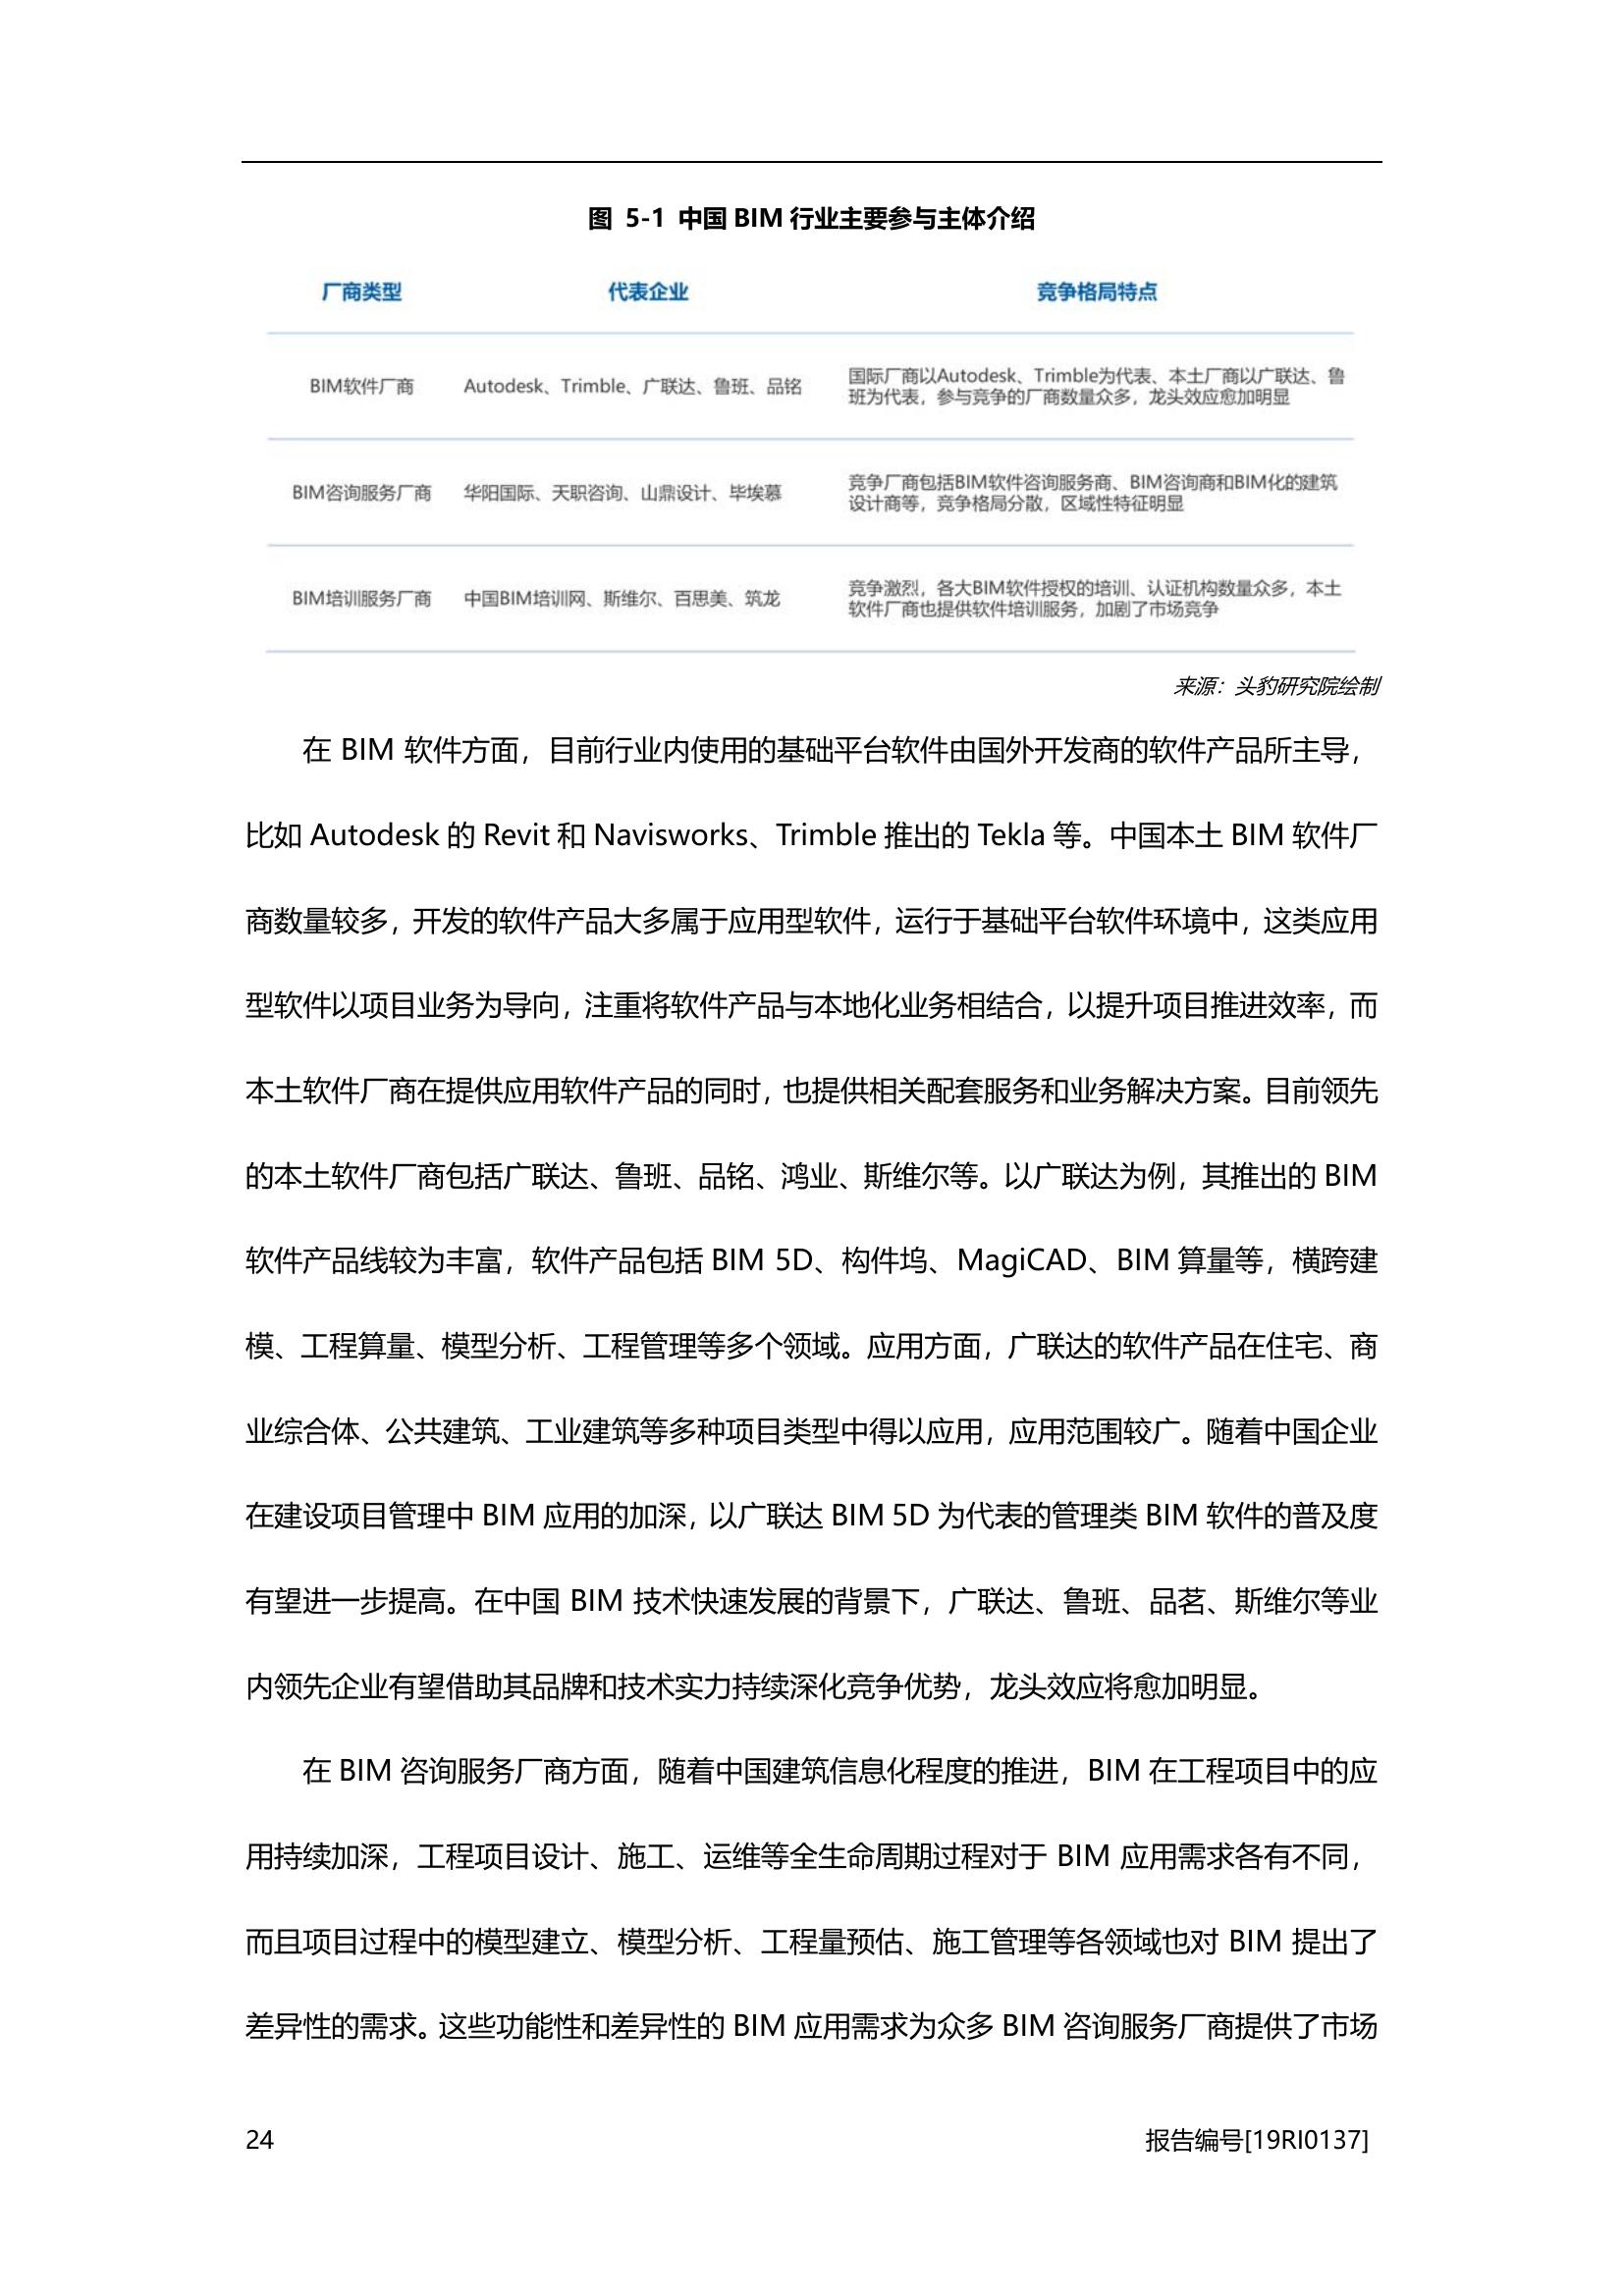 图 5-1 中国 BIM 行业主要参与主体介绍
厂商类型 代表企业 竞争格局特点
BIM软件厂商 Autodesk、Trimble、广联达、鲁班、品铭 国际厂商以Autodesk、Trimble为代表、本土厂商以广联达、鲁
班为代表，参与竞争的厂商数量众多，龙头效应愈加明显
BIM咨询服务厂商 华阳国际、天职咨询、山鼎设计、毕埃慕 竞争厂商包括BIM软件咨询服务商、BIM咨询商和BIM化的建筑
设计商等，竞争格局分散，区域性特征明显
BIM培训服务厂商 中国BIM培训网、斯维尔、百思美、筑龙 竞争激烈，各大BIM软件授权的培训、认证机构数量众多，本土
软件厂商也提供软件培训服务，加剧了市场竞争
来源：头豹研究院绘制
在 BIM 软件方面，目前行业内使用的基础平台软件由国外开发商的软件产品所主导，
比如 Autodesk 的 Revit 和 Navisworks、Trimble 推出的 Tekla 等。中国本土 BIM 软件厂
商数量较多，开发的软件产品大多属于应用型软件，运行于基础平台软件环境中，这类应用
型软件以项目业务为导向，注重将软件产品与本地化业务相结合，以提升项目推进效率，而
本土软件厂商在提供应用软件产品的同时，也提供相关配套服务和业务解决方案。目前领先
的本土软件厂商包括广联达、鲁班、品铭、鸿业、斯维尔等。以广联达为例，其推出的 BIM
软件产品线较为丰富，软件产品包括 BIM 5D、构件坞、MagiCAD、BIM 算量等，横跨建
模、工程算量、模型分析、工程管理等多个领域。应用方面，广联达的软件产品在住宅、商
业综合体、公共建筑、工业建筑等多种项目类型中得以应用，应用范围较广。随着中国企业
在建设项目管理中 BIM 应用的加深，以广联达 BIM 5D 为代表的管理类 BIM 软件的普及度
有望进一步提高。在中国 BIM 技术快速发展的背景下，广联达、鲁班、品茗、斯维尔等业
内领先企业有望借助其品牌和技术实力持续深化竞争优势，龙头效应将愈加明显。
在 BIM 咨询服务厂商方面，随着中国建筑信息化程度的推进，BIM 在工程项目中的应
用持续加深，工程项目设计、施工、运维等全生命周期过程对于 BIM 应用需求各有不同，
而且项目过程中的模型建立、模型分析、工程量预估、施工管理等各领域也对 BIM 提出了
差异性的需求。这些功能性和差异性的 BIM 应用需求为众多 BIM 咨询服务厂商提供了市场
24 报告编号[19RI0137]